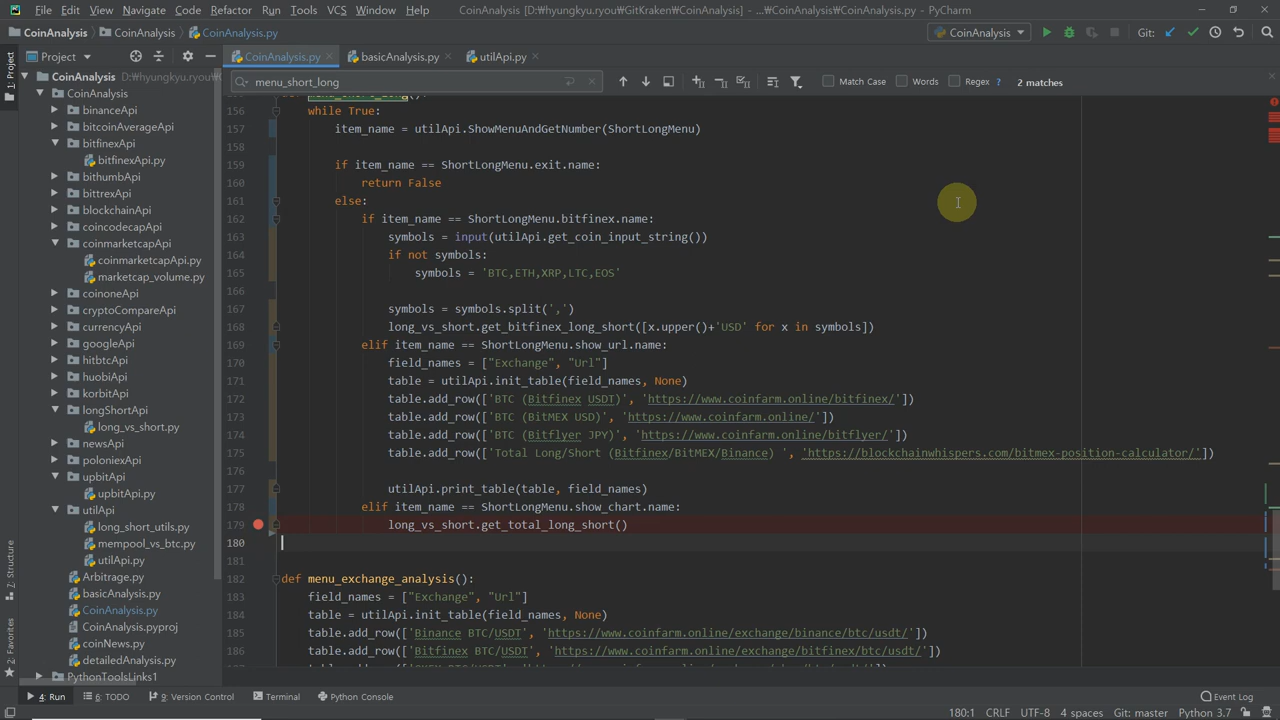 File Edit View Navigate Code Refactor Run Tools VCS Window Help CoinAnalysis [D:₩hyungkyu.ryou₩GitKraken₩CoinAnalysis] - ...₩CoinAnalysis₩CoinAnalysis.py - PyCharm
CoinAnalysis CoinAnalysis CoinAnalysis.py CoinAnalysis Git:
Project CoinAnalysis.py basicAnalysis.py utilApi.py
menu_short_long Match Case Words Regex ? 2 matches
1: Project
7: Structure
2: Favorites
CoinAnalysis D:₩hyungkyu.ryou₩
CoinAnalysis
binanceApi
bitcoinAverageApi
bitfinexApi
bitfinexApi.py
bithumbApi
bittrexApi
blockchainApi
coincodecapApi
coinmarketcapApi
coinmarketcapApi.py
marketcap_volume.py
coinoneApi
cryptoCompareApi
currencyApi
googleApi
hitbtcApi
huobiApi
korbitApi
longShortApi
long_vs_short.py
newsApi
poloniexApi
upbitApi
upbitApi.py
utilApi
long_short_utils.py
mempool_vs_btc.py
utilApi.py
Arbitrage.py
basicAnalysis.py
CoinAnalysis.py
CoinAnalysis.pyproj
coinNews.py
detailedAnalysis.py
PythonToolsLinks1
156 while True:
157 item_name = utilApi.ShowMenuAndGetNumber(ShortLongMenu)
158
159 if item_name == ShortLongMenu.exit.name:
160 return False
161 else:
162 if item_name == ShortLongMenu.bitfinex.name:
163 symbols = input(utilApi.get_coin_input_string())
164 if not symbols:
165 symbols = 'BTC,ETH,XRP,LTC,EOS'
166
167 symbols = symbols.split(',')
168 long_vs_short.get_bitfinex_long_short([x.upper()+'USD' for x in symbols])
169 elif item_name == ShortLongMenu.show_url.name:
170 field_names = ["Exchange", "Url"]
171 table = utilApi.init_table(field_names, None)
172 table.add_row(['BTC (Bitfinex USDT)', 'https://www.coinfarm.online/bitfinex/'])
173 table.add_row(['BTC (BitMEX USD)', 'https://www.coinfarm.online/'])
174 table.add_row(['BTC (Bitflyer JPY)', 'https://www.coinfarm.online/bitflyer/'])
175 table.add_row(['Total Long/Short (Bitfinex/BitMEX/Binance) ', 'https://blockchainwhispers.com/bitmex-position-calculator/'])
176
177 utilApi.print_table(table, field_names)
178 elif item_name == ShortLongMenu.show_chart.name:
179 long_vs_short.get_total_long_short()
180
181
182 def menu_exchange_analysis():
183 field_names = ["Exchange", "Url"]
184 table = utilApi.init_table(field_names, None)
185 table.add_row(['Binance BTC/USDT', 'https://www.coinfarm.online/exchange/binance/btc/usdt/'])
186 table.add_row(['Bitfinex BTC/USDT', 'https://www.coinfarm.online/exchange/bitfinex/btc/usdt/'])
4: Run 6: TODO 9: Version Control Terminal Python Console Event Log
180:1 CRLF UTF-8 4 spaces Git: master Python 3.7